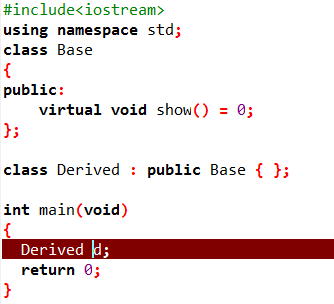 #include<iostream>
using namespace std;
class Base
{
public:
    virtual void show() = 0;
};

class Derived : public Base { };

int main(void)
{
  Derived d;
  return 0;
}